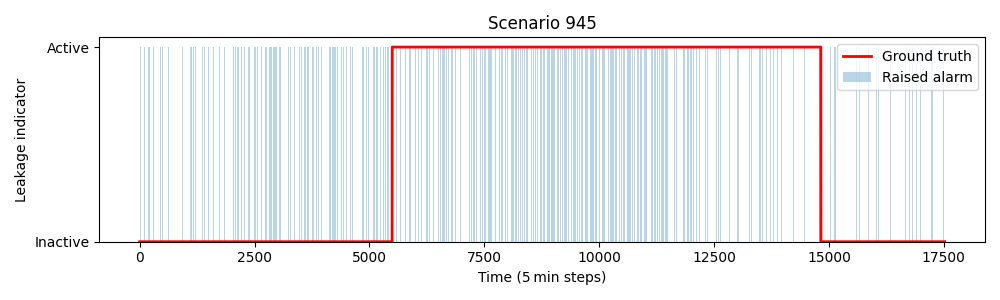 Scenario 945
Active
Inactive
Leakage indicator
Ground truth
Raised alarm
0 2500 5000 7500 10000 12500 15000 17500
Time (5 min steps)